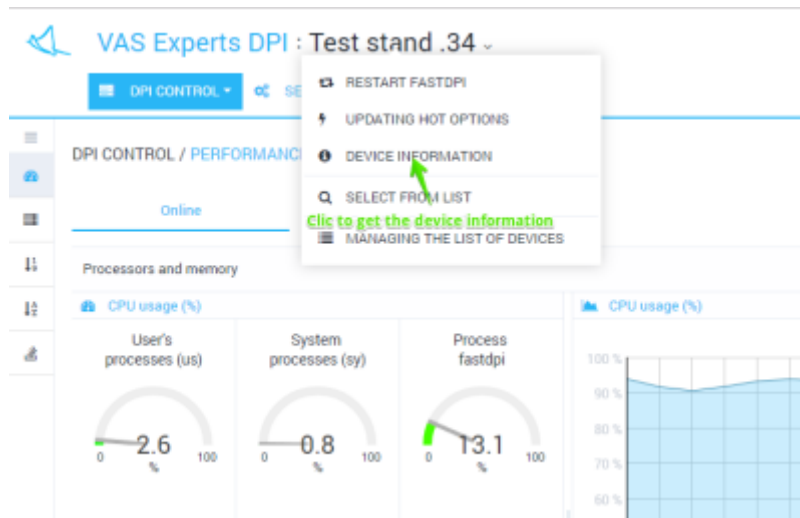 VAS Experts DPI : Test stand .34
DPI CONTROL
SE
RESTART FASTDPI
UPDATING HOT OPTIONS
DEVICE INFORMATION
SELECT FROM LIST
Clic to get the device information
MANAGING THE LIST OF DEVICES
DPI CONTROL / PERFORMANC
Online
Processors and memory
CPU usage (%)
CPU usage (%)
User's
processes (us)
System
processes (sy)
Process
fastdpi
2.6
0
100
%
0.8
0
100
%
13.1
0
100
%
100 %
90 %
80 %
70 %
60 %